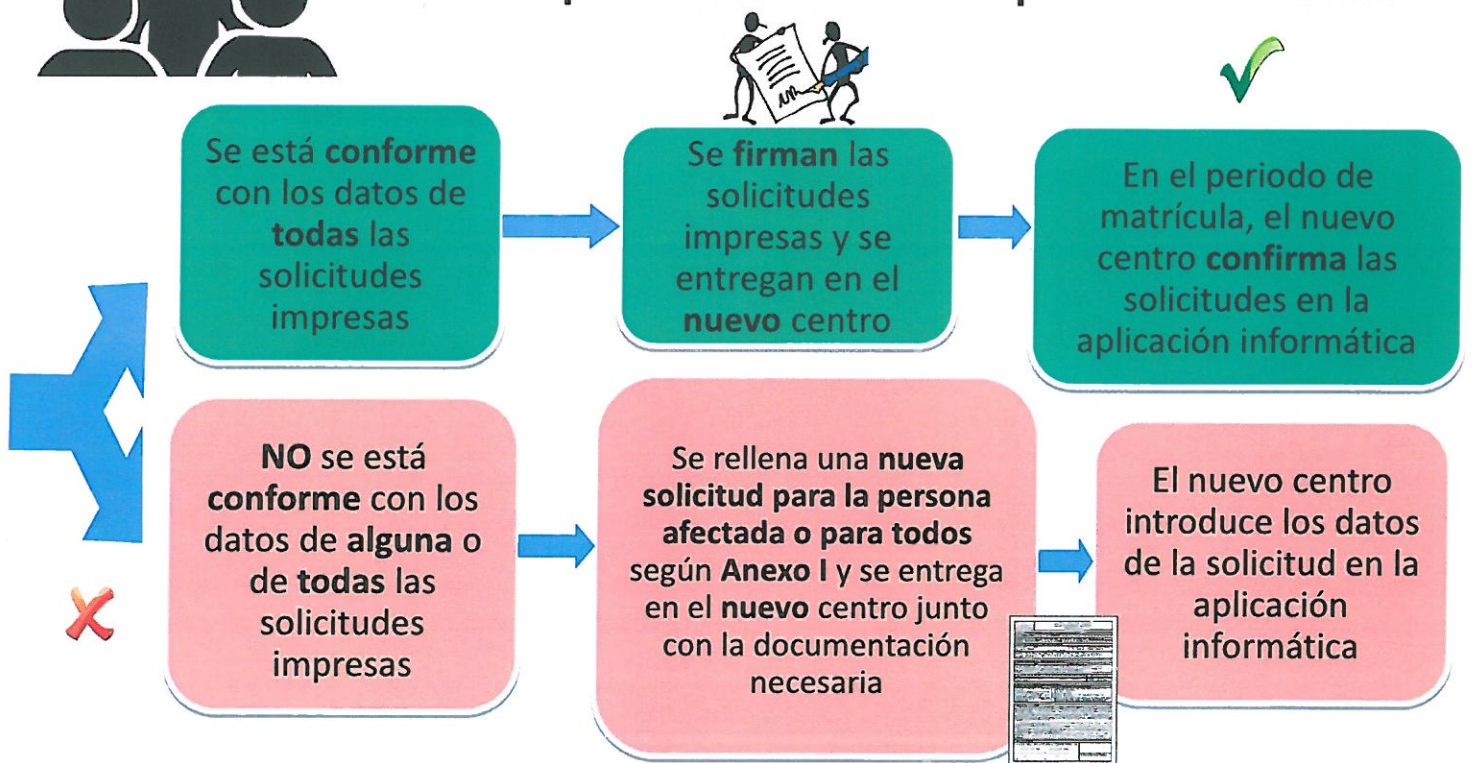 Se está conforme
con los datos de
todas las
solicitudes
impresas
Se firman las
solicitudes
impresas y se
entregan en el
nuevo centro
En el periodo de
matrícula, el nuevo
centro confirma las
solicitudes en la
aplicación informática
NO se está
conforme con los
datos de alguna o
de todas las
solicitudes
impresas
Se rellena una nueva
solicitud para la persona
afectada o para todos
según Anexo I y se entrega
en el nuevo centro junto
con la documentación
necesaria
El nuevo centro
introduce los datos
de la solicitud en la
aplicación
informática